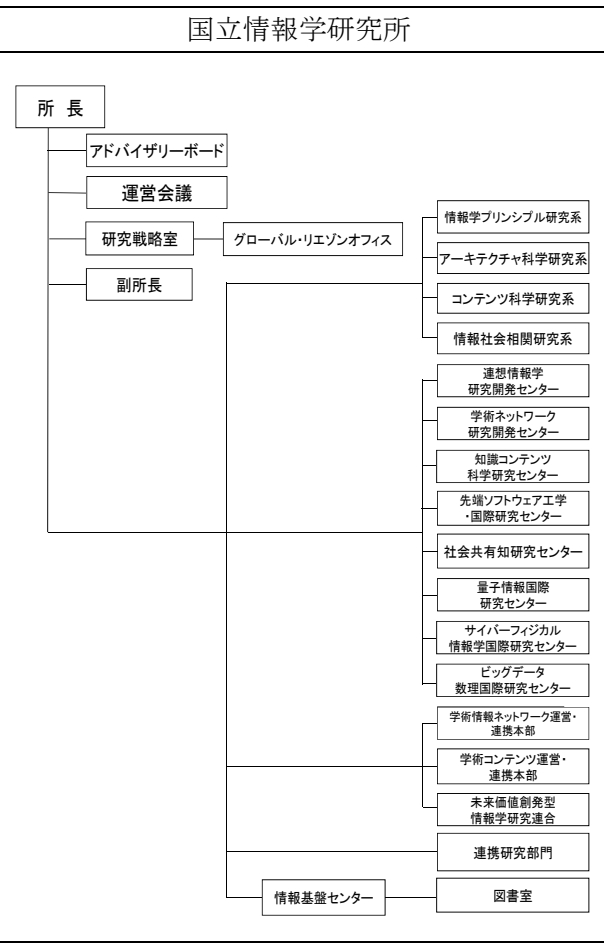 国立情報学研究所
所 長
アドバイザリーボード
運営会議
研究戦略室
グローバル・リエゾンオフィス
副所長
情報学プリンシプル研究系
アーキテクチャ科学研究系
コンテンツ科学研究系
情報社会相関研究系
連想情報学
研究開発センター
学術ネットワーク
研究開発センター
知識コンテンツ
科学研究センター
先端ソフトウェア工学
・国際研究センター
社会共有知研究センター
量子情報国際
研究センター
サイバーフィジカル
情報学国際研究センター
ビッグデータ
数理国際研究センター
学術情報ネットワーク運営・
連携本部
学術コンテンツ運営・
連携本部
未来価値創発型
情報学研究連合
連携研究部門
情報基盤センター
図書室